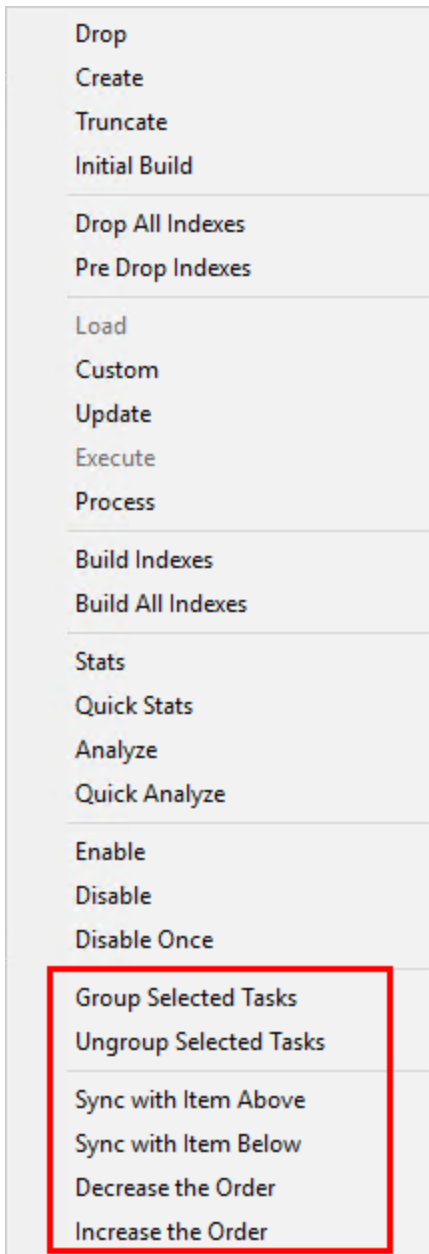 Drop
Create
Truncate
Initial Build
Drop All Indexes
Pre Drop Indexes
Load
Custom
Update
Execute
Process
Build Indexes
Build All Indexes
Stats
Quick Stats
Analyze
Quick Analyze
Enable
Disable
Disable Once
Group Selected Tasks
Ungroup Selected Tasks
Sync with Item Above
Sync with Item Below
Decrease the Order
Increase the Order